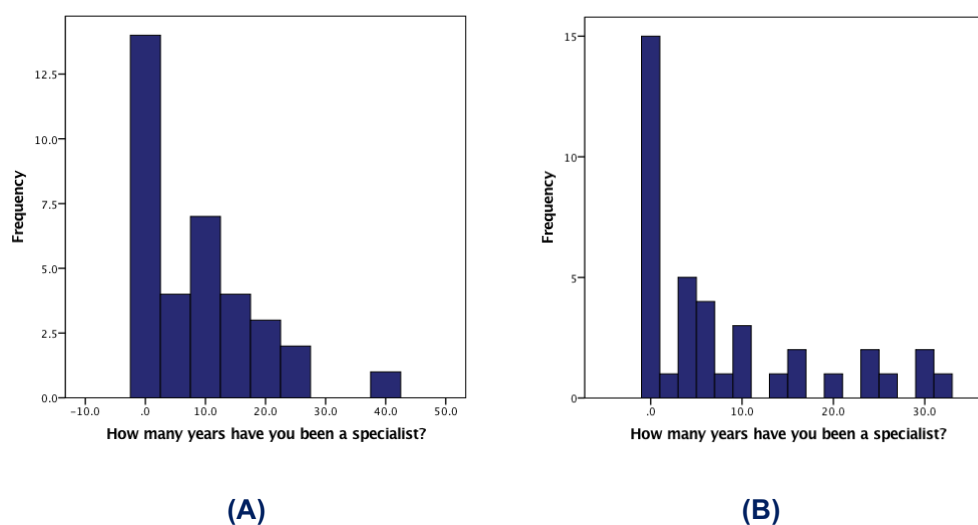 12.5
10.0
7.5
5.0
2.5
0.0
Frequency
-10.0 .0 10.0 20.0 30.0 40.0 50.0
How many years have you been a specialist?
(A)
15
10
5
0
Frequency
.0 10.0 20.0 30.0
How many years have you been a specialist?
(B)